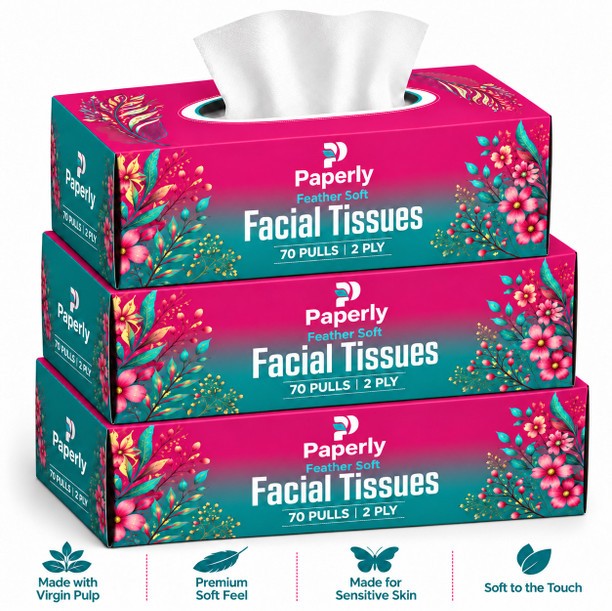 Paperly
Feather Soft
Facial Tissues
70 PULLS | 2 PLY
Paperly
70 PULLS | 2 PLY
Paperly
Feather Soft
Facial Tissues
70 PULLS | 2 PLY
Paperly
70 PULLS | 2 PLY
Paperly
Feather Soft
Facial Tissues
70 PULLS | 2 PLY
Paperly
70 PULLS | 2 PLY
Made with
Virgin Pulp
Premium
Soft Feel
Made for
Sensitive Skin
Soft to the Touch